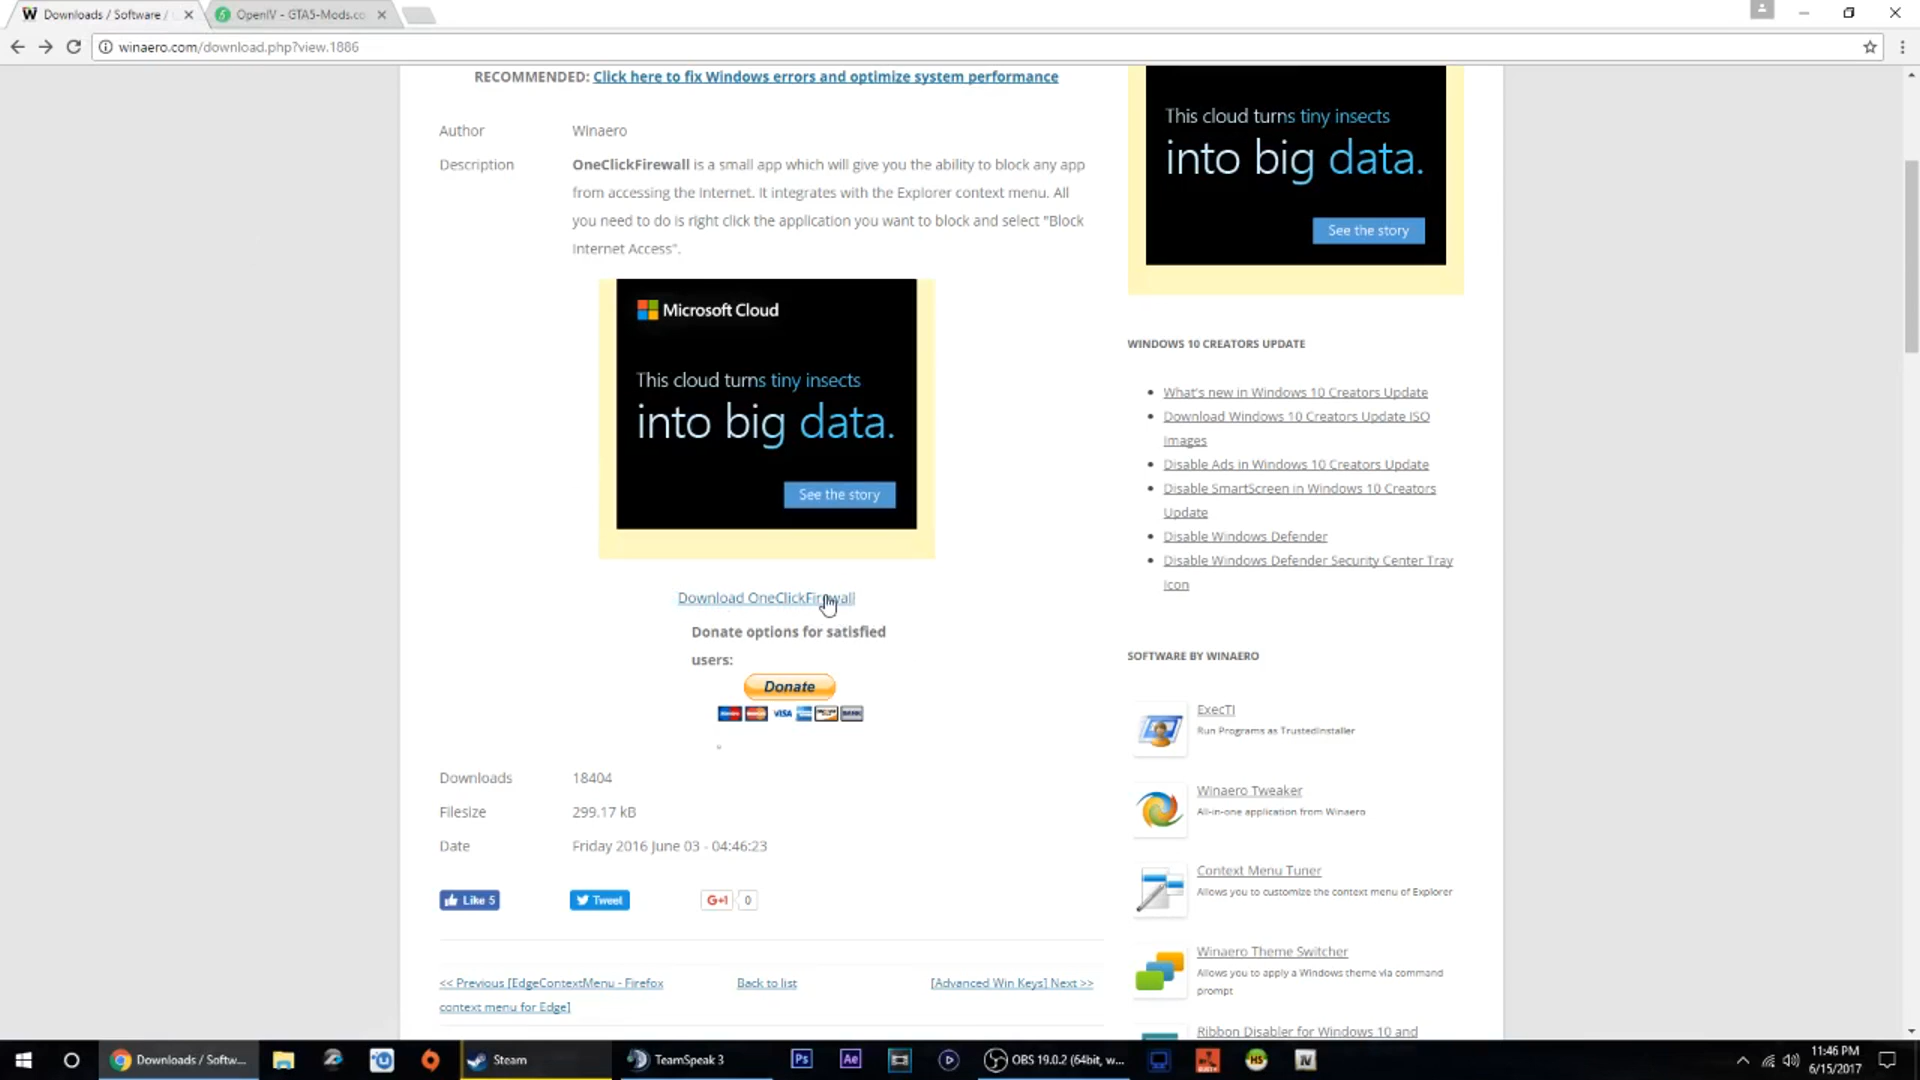 Downloads / Software /
OpenIV - GTA5-Mods.co
winaero.com/download.php?view.1886
RECOMMENDED: Click here to fix Windows errors and optimize system performance
Author Winaero
Description OneClickFirewall is a small app which will give you the ability to block any app
from accessing the Internet. It integrates with the Explorer context menu. All
you need to do is right click the application you want to block and select "Block
Internet Access".
Microsoft Cloud
This cloud turns tiny insects
into big data.
See the story
Download OneClickFirewall
Donate options for satisfied
users:
Donate
VISA
Downloads 18404
Filesize 299.17 kB
Date Friday 2016 June 03 - 04:46:23
Like 5
Tweet
G+1 0
<< Previous [EdgeContextMenu - Firefox
context menu for Edge]
Back to list
[Advanced Win Keys] Next >>
This cloud turns tiny insects
into big data.
See the story
WINDOWS 10 CREATORS UPDATE
What's new in Windows 10 Creators Update
Download Windows 10 Creators Update ISO
Images
Disable Ads in Windows 10 Creators Update
Disable SmartScreen in Windows 10 Creators
Update
Disable Windows Defender
Disable Windows Defender Security Center Tray
Icon
SOFTWARE BY WINAERO
ExecTI
Run Programs as TrustedInstaller
Winaero Tweaker
All-in-one application from Winaero
Context Menu Tuner
Allows you to customize the context menu of Explorer
Winaero Theme Switcher
Allows you to apply a Windows theme via command
prompt
Ribbon Disabler for Windows 10 and
Downloads / Softw...
Steam
TeamSpeak 3
Ps
Ae
OBS 19.0.2 (64bit, w...
HS
IV
11:46 PM
6/15/2017